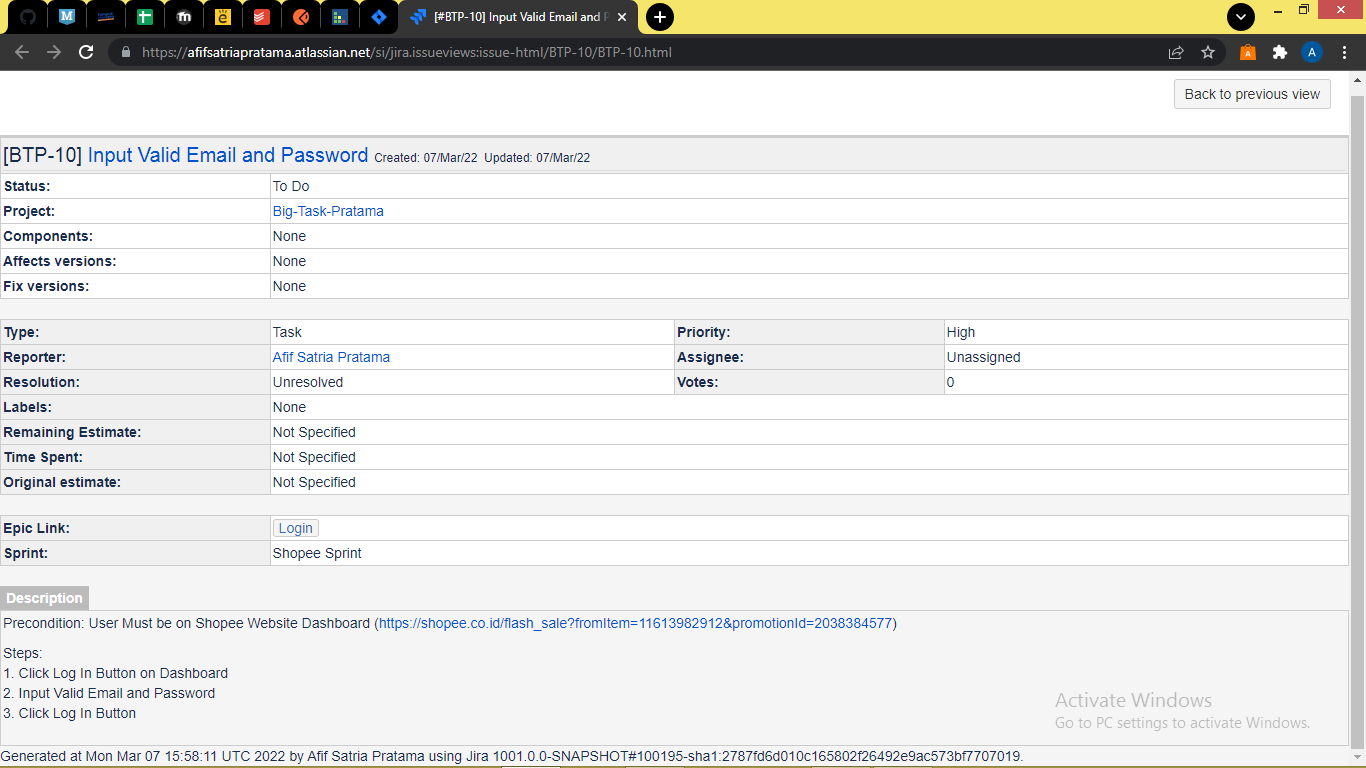 [#BTP-10] Input Valid Email and P
https://afifsatriapratama.atlassian.net/si/jira.issueviews:issue-html/BTP-10/BTP-10.html
A
Back to previous view
[BTP-10] Input Valid Email and Password Created: 07/Mar/22 Updated: 07/Mar/22
Status: To Do
Project: Big-Task-Pratama
Components: None
Affects versions: None
Fix versions: None
Type: Task Priority: High
Reporter: Afif Satria Pratama Assignee: Unassigned
Resolution: Unresolved Votes: 0
Labels: None
Remaining Estimate: Not Specified
Time Spent: Not Specified
Original estimate: Not Specified
Epic Link: Login
Sprint: Shopee Sprint
Description
Precondition: User Must be on Shopee Website Dashboard (https://shopee.co.id/flash_sale?fromItem=11613982912&promotionId=2038384577)
Steps:
1. Click Log In Button on Dashboard
2. Input Valid Email and Password
3. Click Log In Button
Activate Windows
Go to PC settings to activate Windows.
Generated at Mon Mar 07 15:58:11 UTC 2022 by Afif Satria Pratama using Jira 1001.0.0-SNAPSHOT#100195-sha1:2787fd6d010c165802f26492e9ac573bf7707019.